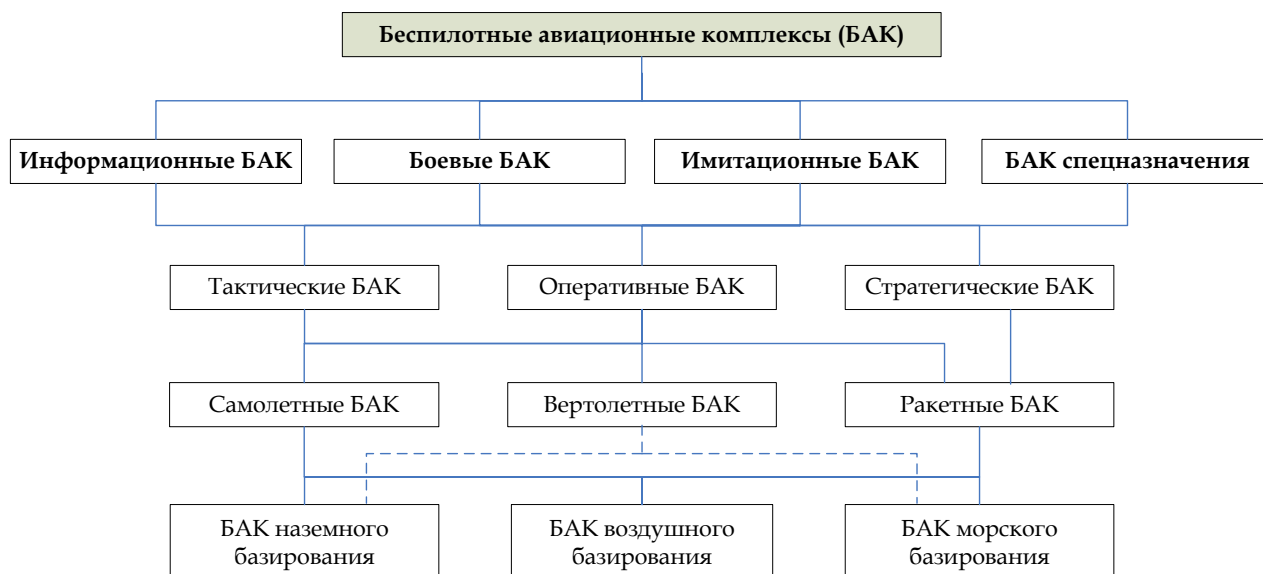 Беспилотные авиационные комплексы (БАК)
Информационные БАК
Боевые БАК
Имитационные БАК
БАК спецназначения
Тактические БАК
Оперативные БАК
Стратегические БАК
Самолетные БАК
Вертолетные БАК
Ракетные БАК
БАК наземного
базирования
БАК воздушного
базирования
БАК морского
базирования